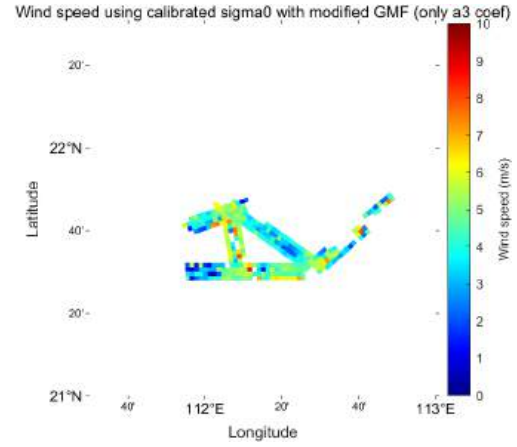 Wind speed using calibrated sigma0 with modified GMF (only a3 coef)
20'
22°N
40'
20'
21°N
Latitude
40'
112°E
20'
40'
113°E
Longitude
10
9
8
7
6
5
4
3
2
1
0
Wind speed (m/s)